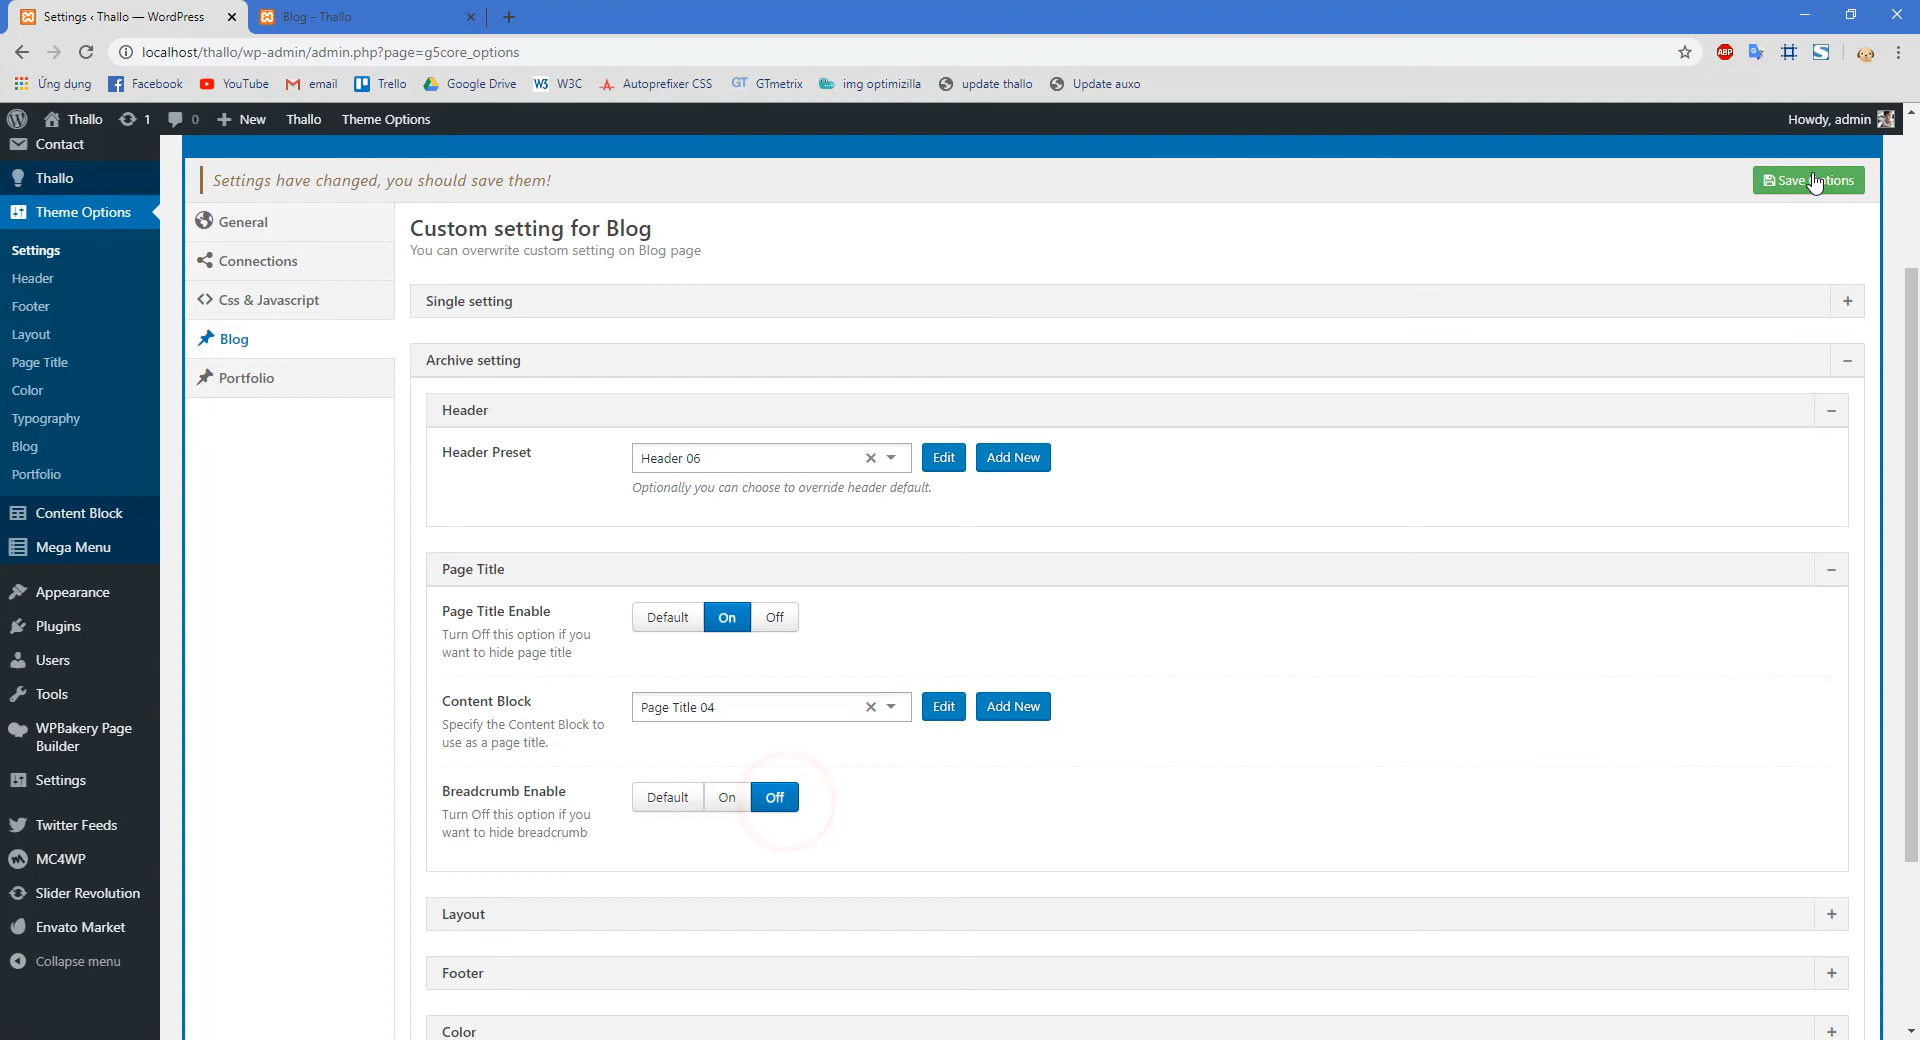 Settings ‹ Thallo — WordPress
Blog – Thallo
localhost/thallo/wp-admin/admin.php?page=g5core_options
ABP
Ứng dụng
Facebook
YouTube
email
Trello
Google Drive
W3C
Autoprefixer CSS
GT GTmetrix
img optimizilla
update thallo
Update auxo
Thallo
1
0
New
Thallo
Theme Options
Howdy, admin
Contact
Thallo
Theme Options
Settings
Header
Footer
Layout
Page Title
Color
Typography
Blog
Portfolio
Content Block
Mega Menu
Appearance
Plugins
Users
Tools
WPBakery Page
Builder
Settings
Twitter Feeds
MC4WP
Slider Revolution
Envato Market
Collapse menu
Settings have changed, you should save them!
General
Connections
Css & Javascript
Blog
Portfolio
Custom setting for Blog
You can overwrite custom setting on Blog page
Single setting
Archive setting
Header
Header Preset
Header 06
Edit
Add New
Optionally you can choose to override header default.
Page Title
Page Title Enable
Turn Off this option if you
want to hide page title
Default
On
Off
Content Block
Specify the Content Block to
use as a page title.
Page Title 04
Edit
Add New
Breadcrumb Enable
Turn Off this option if you
want to hide breadcrumb
Default
On
Off
Layout
Footer
Color
Save